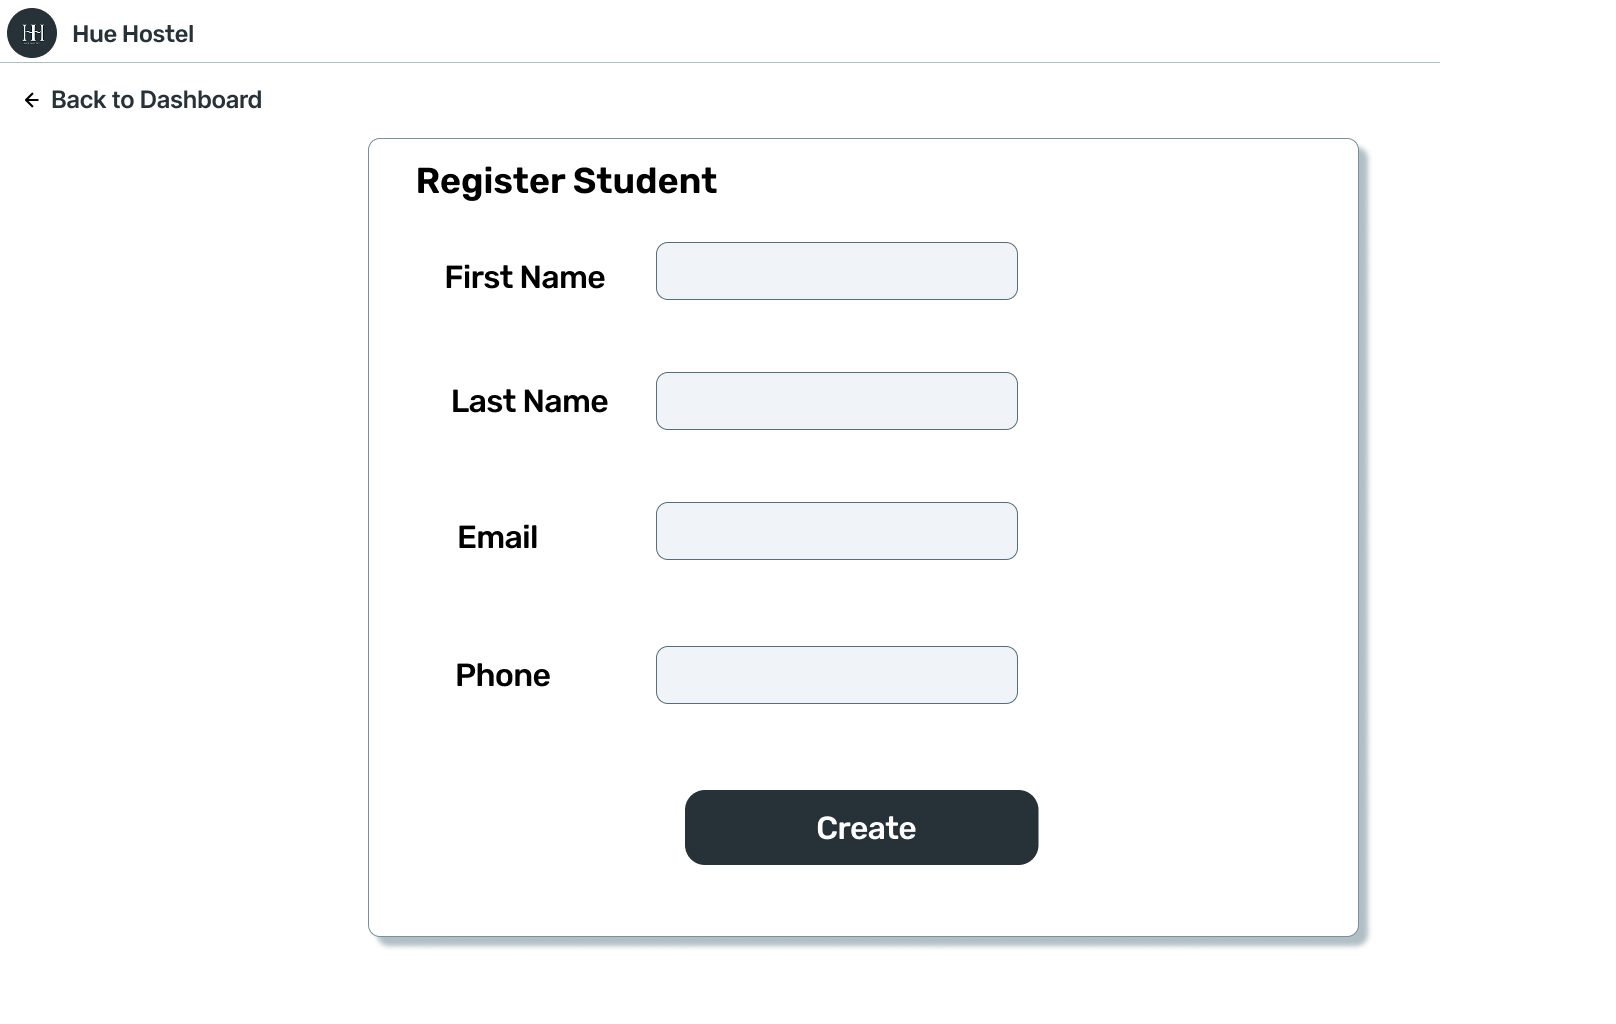 HH
Hue Hostel
← Back to Dashboard
Register Student
First Name
Last Name
Email
Phone
Create